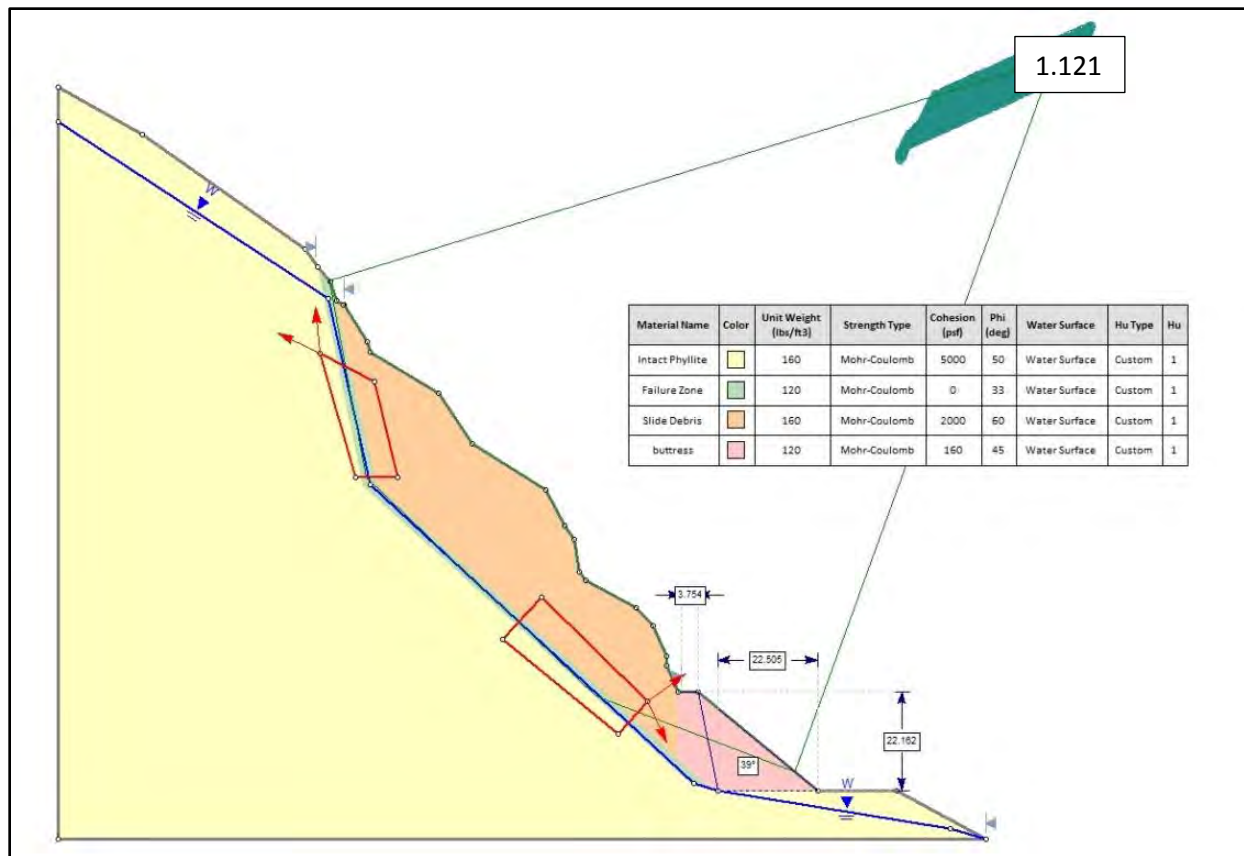 1.121
W
Material Name Color Unit Weight (lbs/ft3) Strength Type Cohesion (psf) Phi (deg) Water Surface Hu Type Hu
Intact Phyllite 160 Mohr-Coulomb 5000 50 Water Surface Custom 1
Failure Zone 120 Mohr-Coulomb 0 33 Water Surface Custom 1
Slide Debris 160 Mohr-Coulomb 2000 60 Water Surface Custom 1
buttress 120 Mohr-Coulomb 160 45 Water Surface Custom 1
3.754
22.505
22.162
39°
W